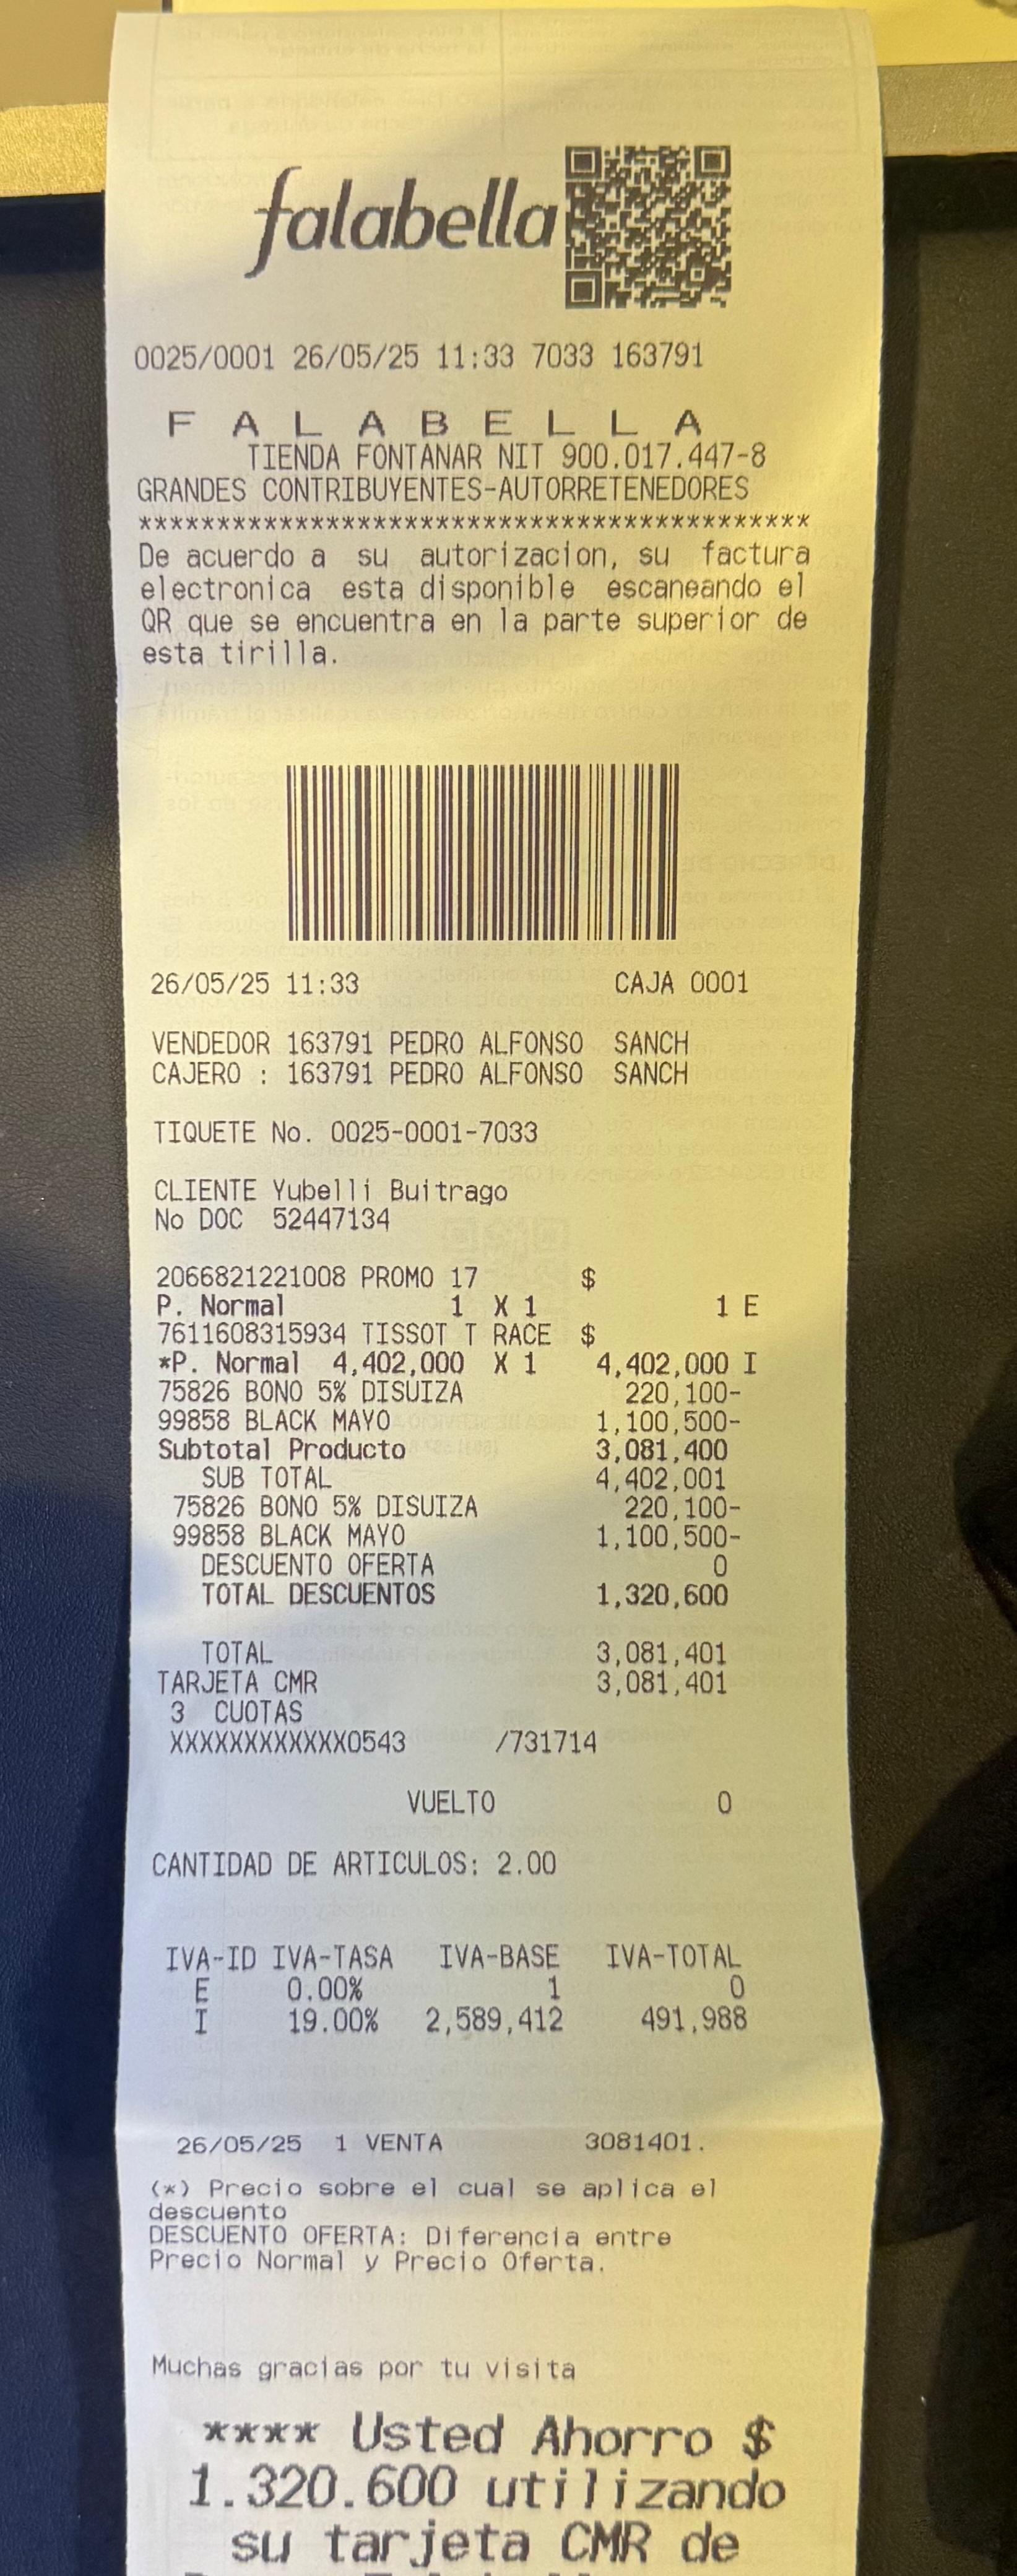 falabella
0025/0001 26/05/25 11:33 7033 163791
F A L A B E L L A
TIENDA FONTANAR NIT 900.017.447-8
GRANDES CONTRIBUYENTES-AUTORRETENEDORES
*******************************************
De acuerdo a su autorizacion, su factura
electronica esta disponible escaneando el
QR que se encuentra en la parte superior de
esta tirilla.
26/05/25 11:33 CAJA 0001
VENDEDOR 163791 PEDRO ALFONSO SANCH
CAJERO : 163791 PEDRO ALFONSO SANCH
TIQUETE No. 0025-0001-7033
CLIENTE Yubelli Buitrago
No DOC 52447134
2066821221008 PROMO 17 $
P. Normal 1 X 1 1 E
7611608315934 TISSOT T RACE $
*P. Normal 4,402,000 X 1 4,402,000 I
75826 BONO 5% DISUIZA 220,100-
99858 BLACK MAYO 1,100,500-
Subtotal Producto 3,081,400
SUB TOTAL 4,402,001
75826 BONO 5% DISUIZA 220,100-
99858 BLACK MAYO 1,100,500-
DESCUENTO OFERTA 0
TOTAL DESCUENTOS 1,320,600
TOTAL 3,081,401
TARJETA CMR 3,081,401
3 CUOTAS
XXXXXXXXXXXX0543 /731714
VUELTO 0
CANTIDAD DE ARTICULOS: 2.00
IVA-ID IVA-TASA IVA-BASE IVA-TOTAL
E 0.00% 1 0
I 19.00% 2,589,412 491,988
26/05/25 1 VENTA 3081401.
(*) Precio sobre el cual se aplica el
descuento
DESCUENTO OFERTA: Diferencia entre
Precio Normal y Precio Oferta.
Muchas gracias por tu visita
**** Usted Ahorro $
1.320.600 utilizando
su tarjeta CMR de